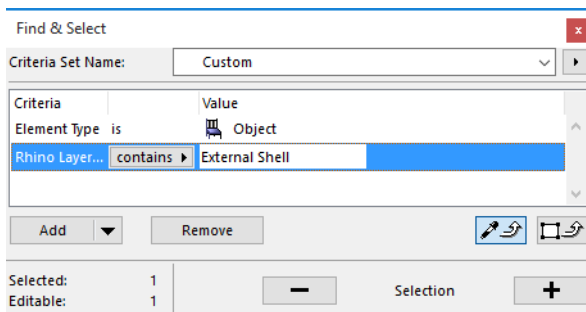 Find & Select
x
Criteria Set Name: Custom
Criteria Value
Element Type is Object
Rhino Layer... contains External Shell
Add Remove
Selected: 1
Editable: 1
Selection